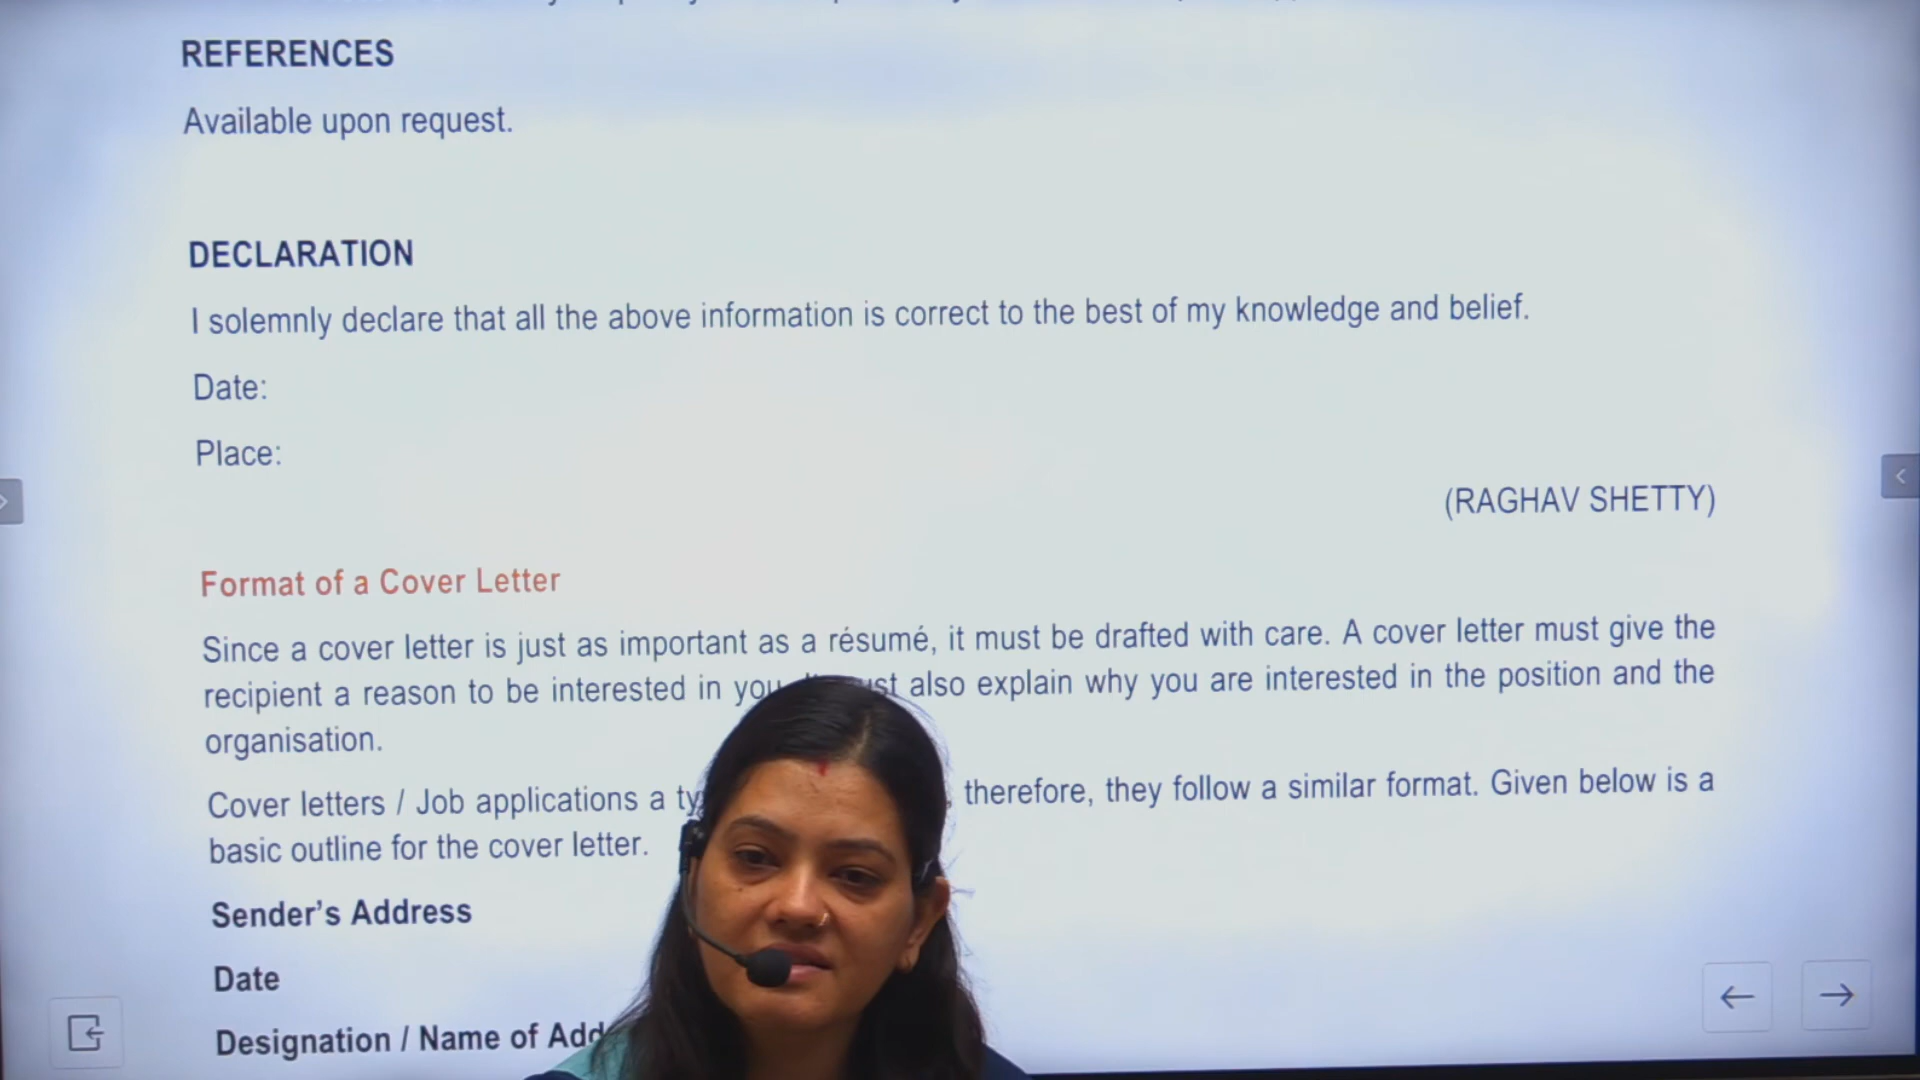 REFERENCES
Available upon request.
DECLARATION
I solemnly declare that all the above information is correct to the best of my knowledge and belief.
Date:
Place:
(RAGHAV SHETTY)
Format of a Cover Letter
Since a cover letter is just as important as a résumé, it must be drafted with care. A cover letter must give the
recipient a reason to be interested in also explain why you are interested in the position and the
organisation.
Cover letters / Job applications a therefore, they follow a similar format. Given below is a
basic outline for the cover letter.
Sender's Address
Date
Designation / Name of